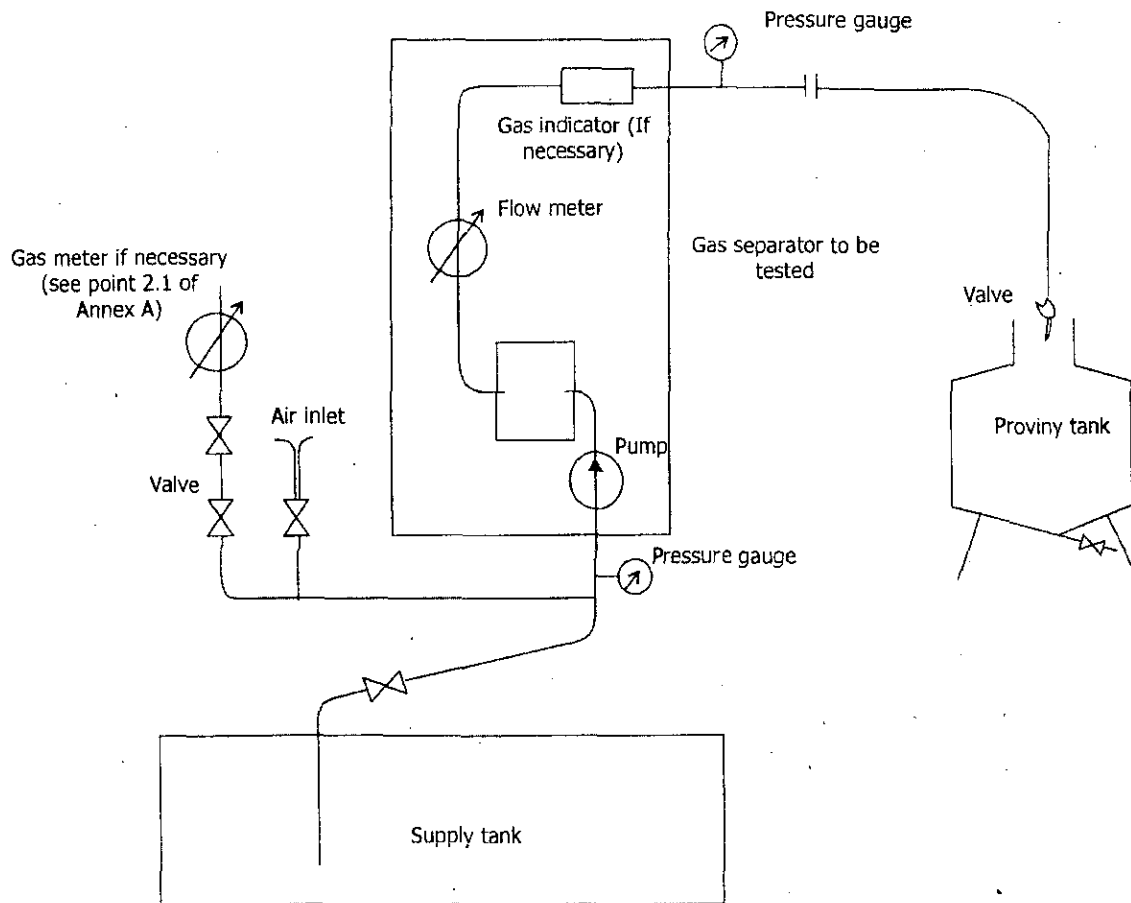 Pressure gauge
Gas indicator (If
necessary)
Flow meter
Gas meter if necessary
(see point 2.1 of
Annex A)
Gas separator to be
tested
Valve
Air inlet
Proviny tank
Pump
Valve
Pressure gauge
Supply tank